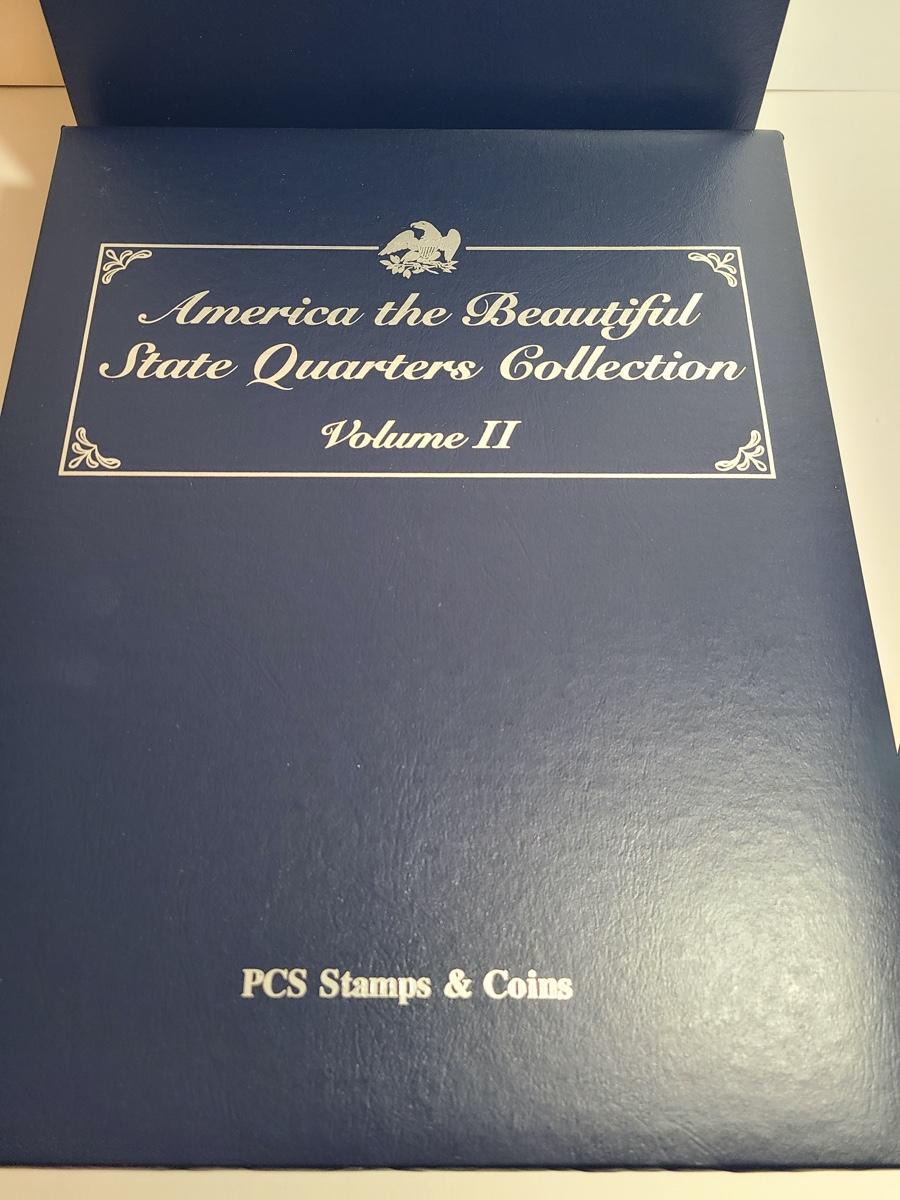 America the Beautiful
State Quarters Collection
Volume II
PCS Stamps & Coins